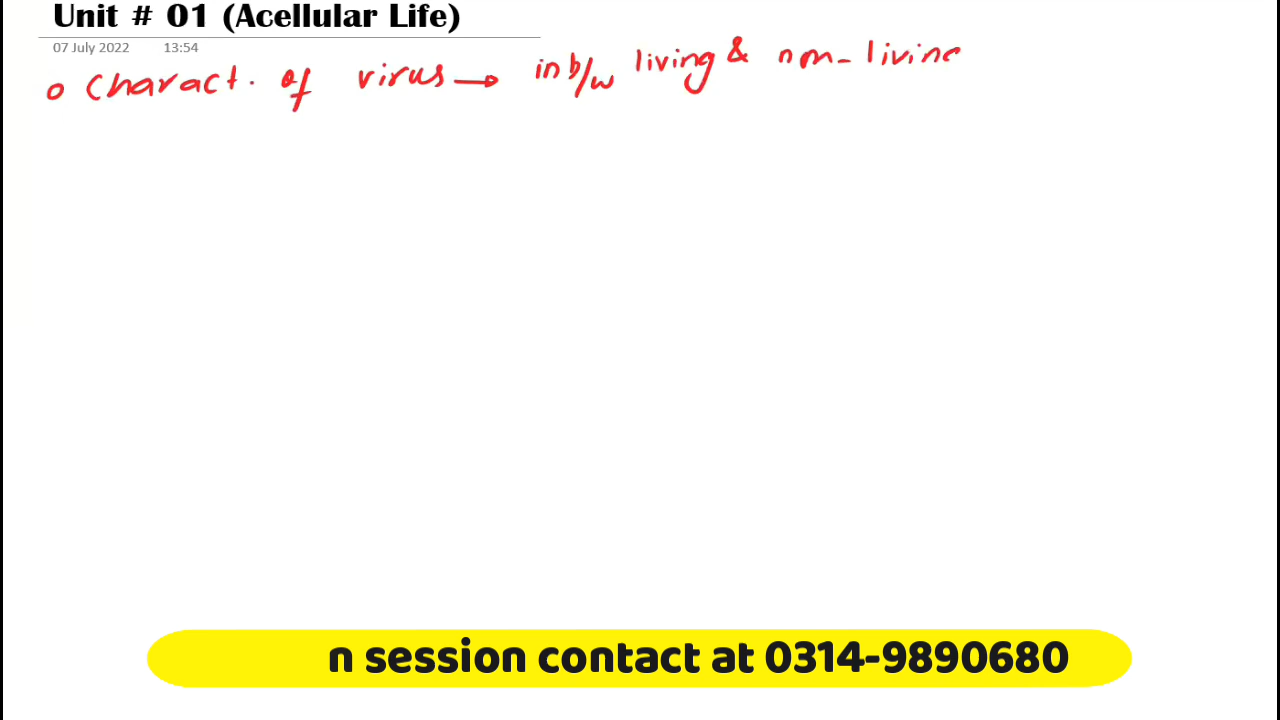 Unit # 01 (Acellular Life)
07 July 2022 13:54
o Charact. of virus → in b/w living & non-living
n session contact at 0314-9890680